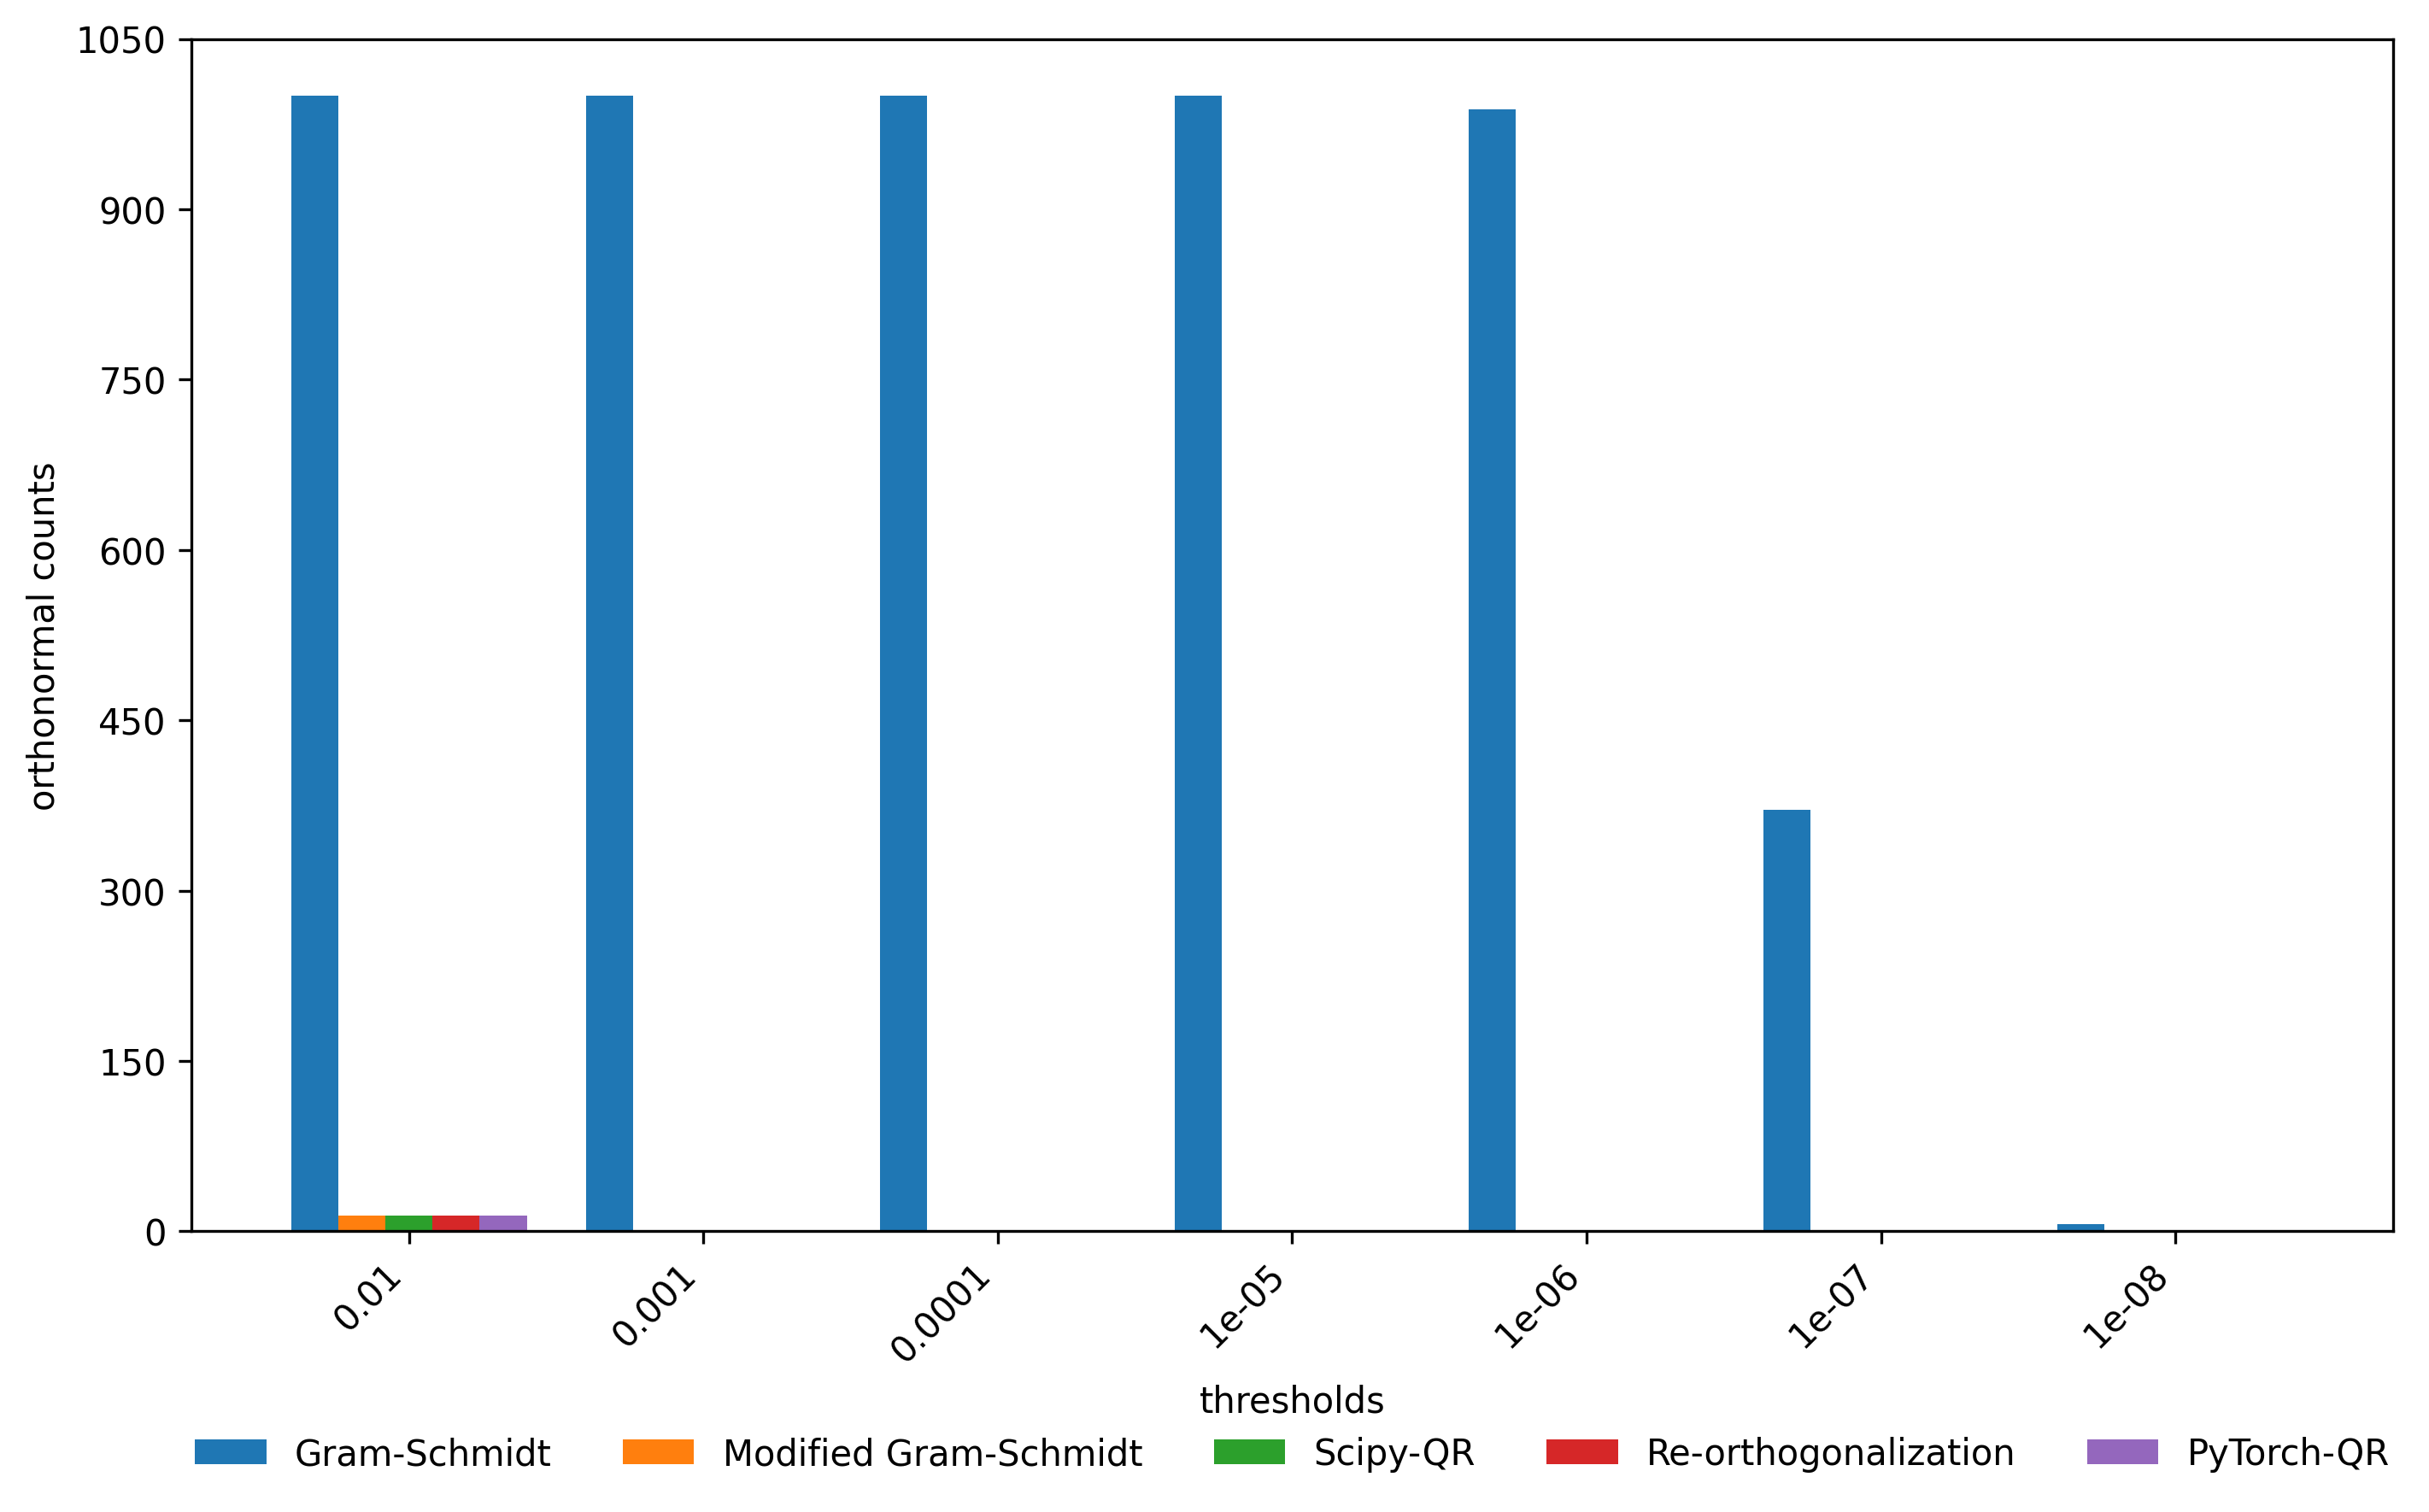 1050
900
750
600
450
300
150
0
orthonormal counts
0.01
0.001
0.0001
1e-05
1e-06
1e-07
1e-08
thresholds
Gram-Schmidt Modified Gram-Schmidt Scipy-QR Re-orthogonalization PyTorch-QR